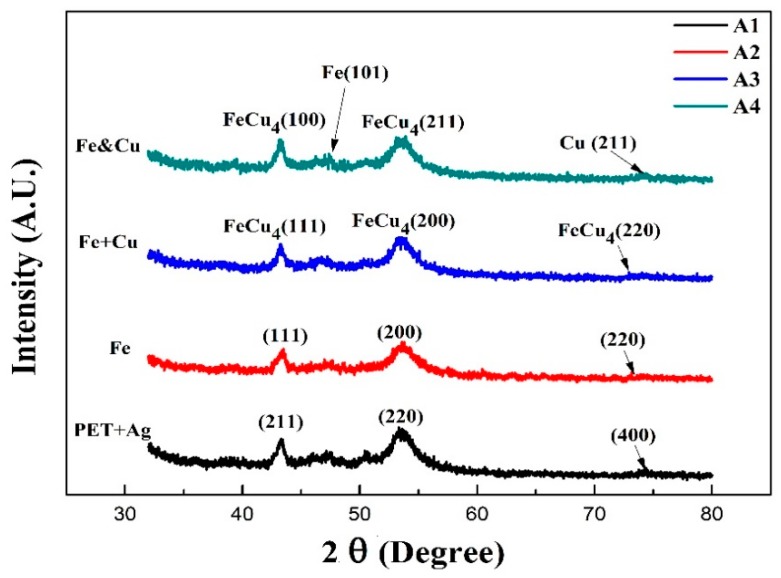 A1
A2
A3
A4
Fe(101)
FeCu4(100)
FeCu4(211)
Fe&Cu
Cu (211)
FeCu4(111)
FeCu4(200)
FeCu4(220)
Fe+Cu
(111)
(200)
(220)
Fe
(211)
(220)
(400)
PET+Ag
Intensity (A.U.)
30
40
50
60
70
80
2 θ (Degree)